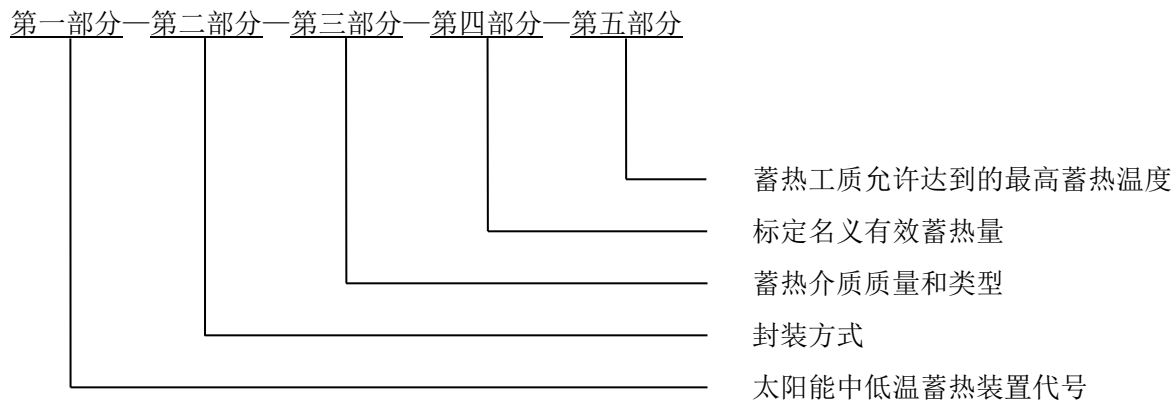 第一部分—第二部分—第三部分—第四部分—第五部分
蓄热工质允许达到的最高蓄热温度
标定名义有效蓄热量
蓄热介质质量和类型
封装方式
太阳能中低温蓄热装置代号